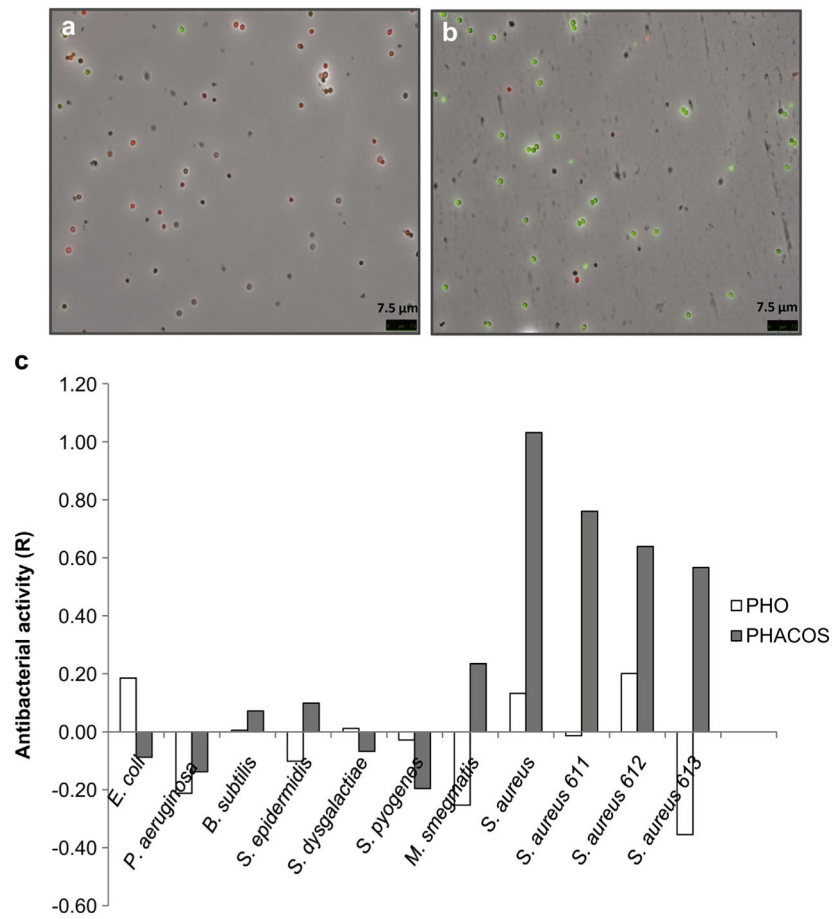 a
b
7.5 µm
7.5 µm
c
Antibacterial activity (R)
1.20
1.00
0.80
0.60
0.40
0.20
0.00
-0.20
-0.40
-0.60
E. coli
P. aeruginosa
B. subtilis
S. epidermidis
S. dysgalactiae
S. pyogenes
M. smegmatis
S. aureus
S. aureus 611
S. aureus 612
S. aureus 613
PHO
PHACOS